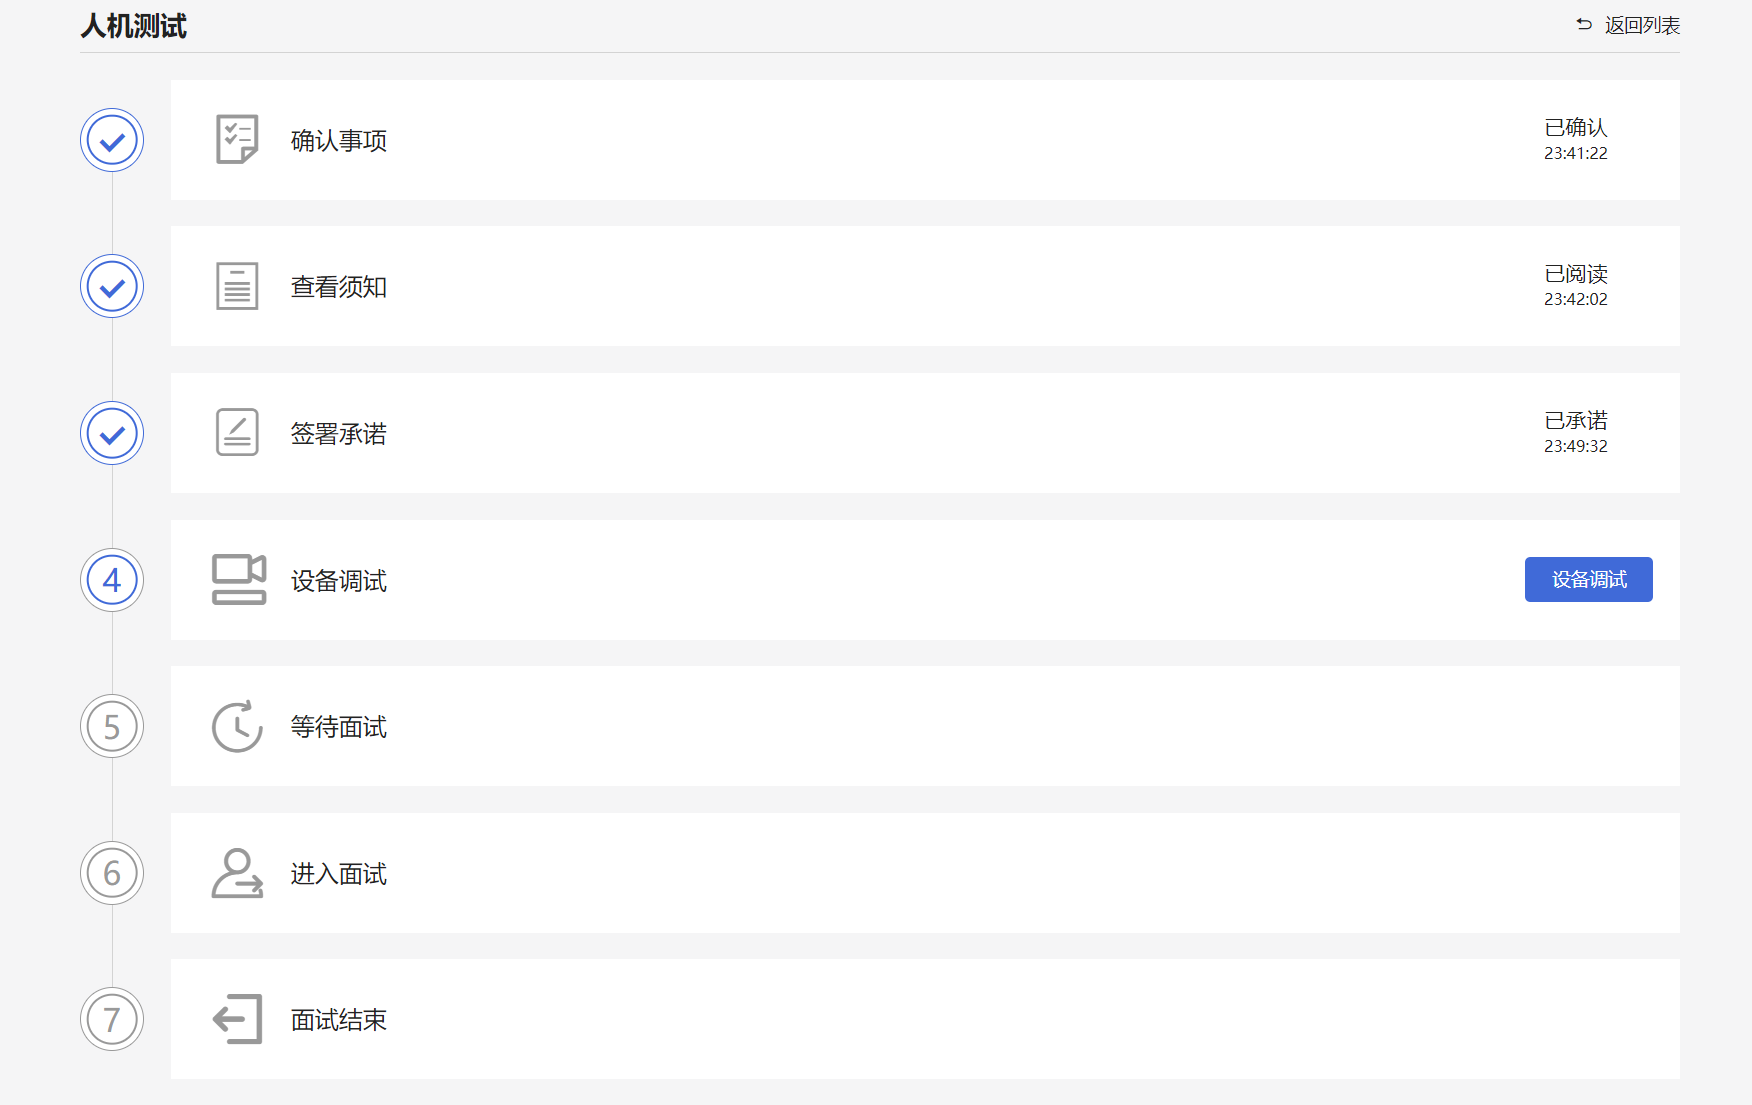 人机测试
返回列表
确认事项
已确认
23:41:22
查看须知
已阅读
23:42:02
签署承诺
已承诺
23:49:32
4
设备调试
设备调试
5
等待面试
6
进入面试
7
面试结束